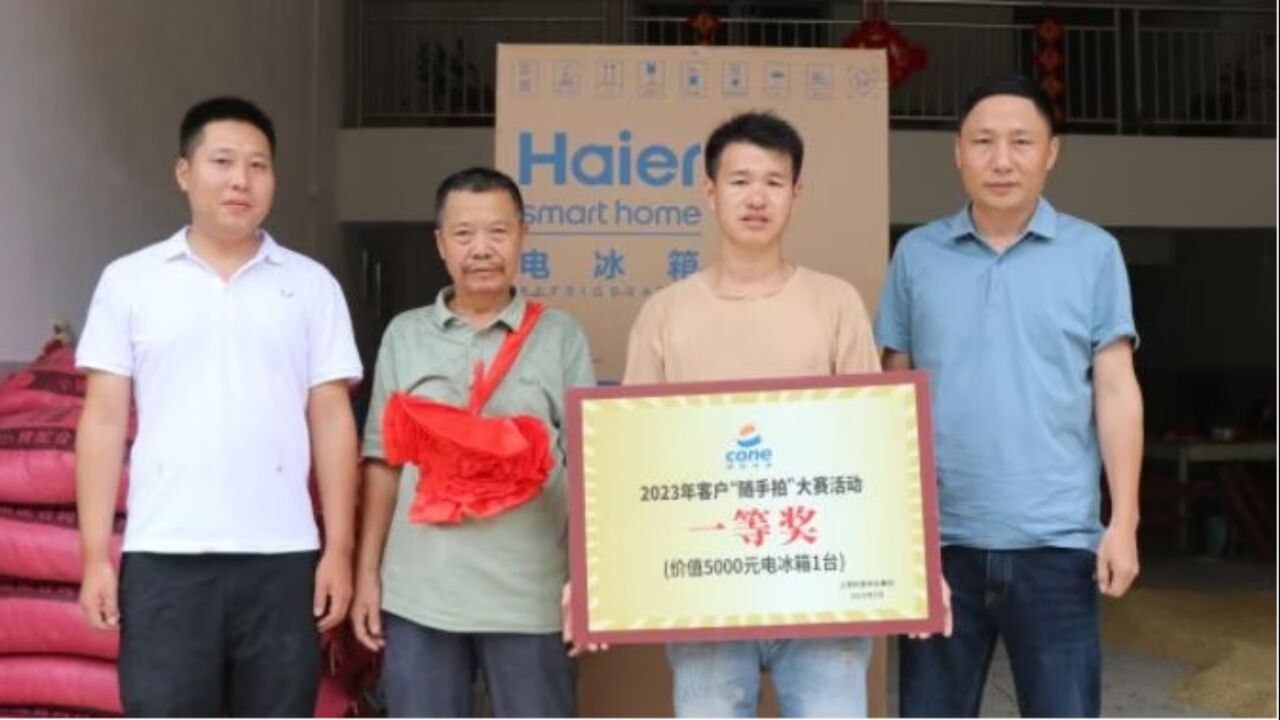 Haier
smart home
电冰箱
cone
2023年客户“随手拍”大赛活动
一等奖
(价值5000元电冰箱1台)